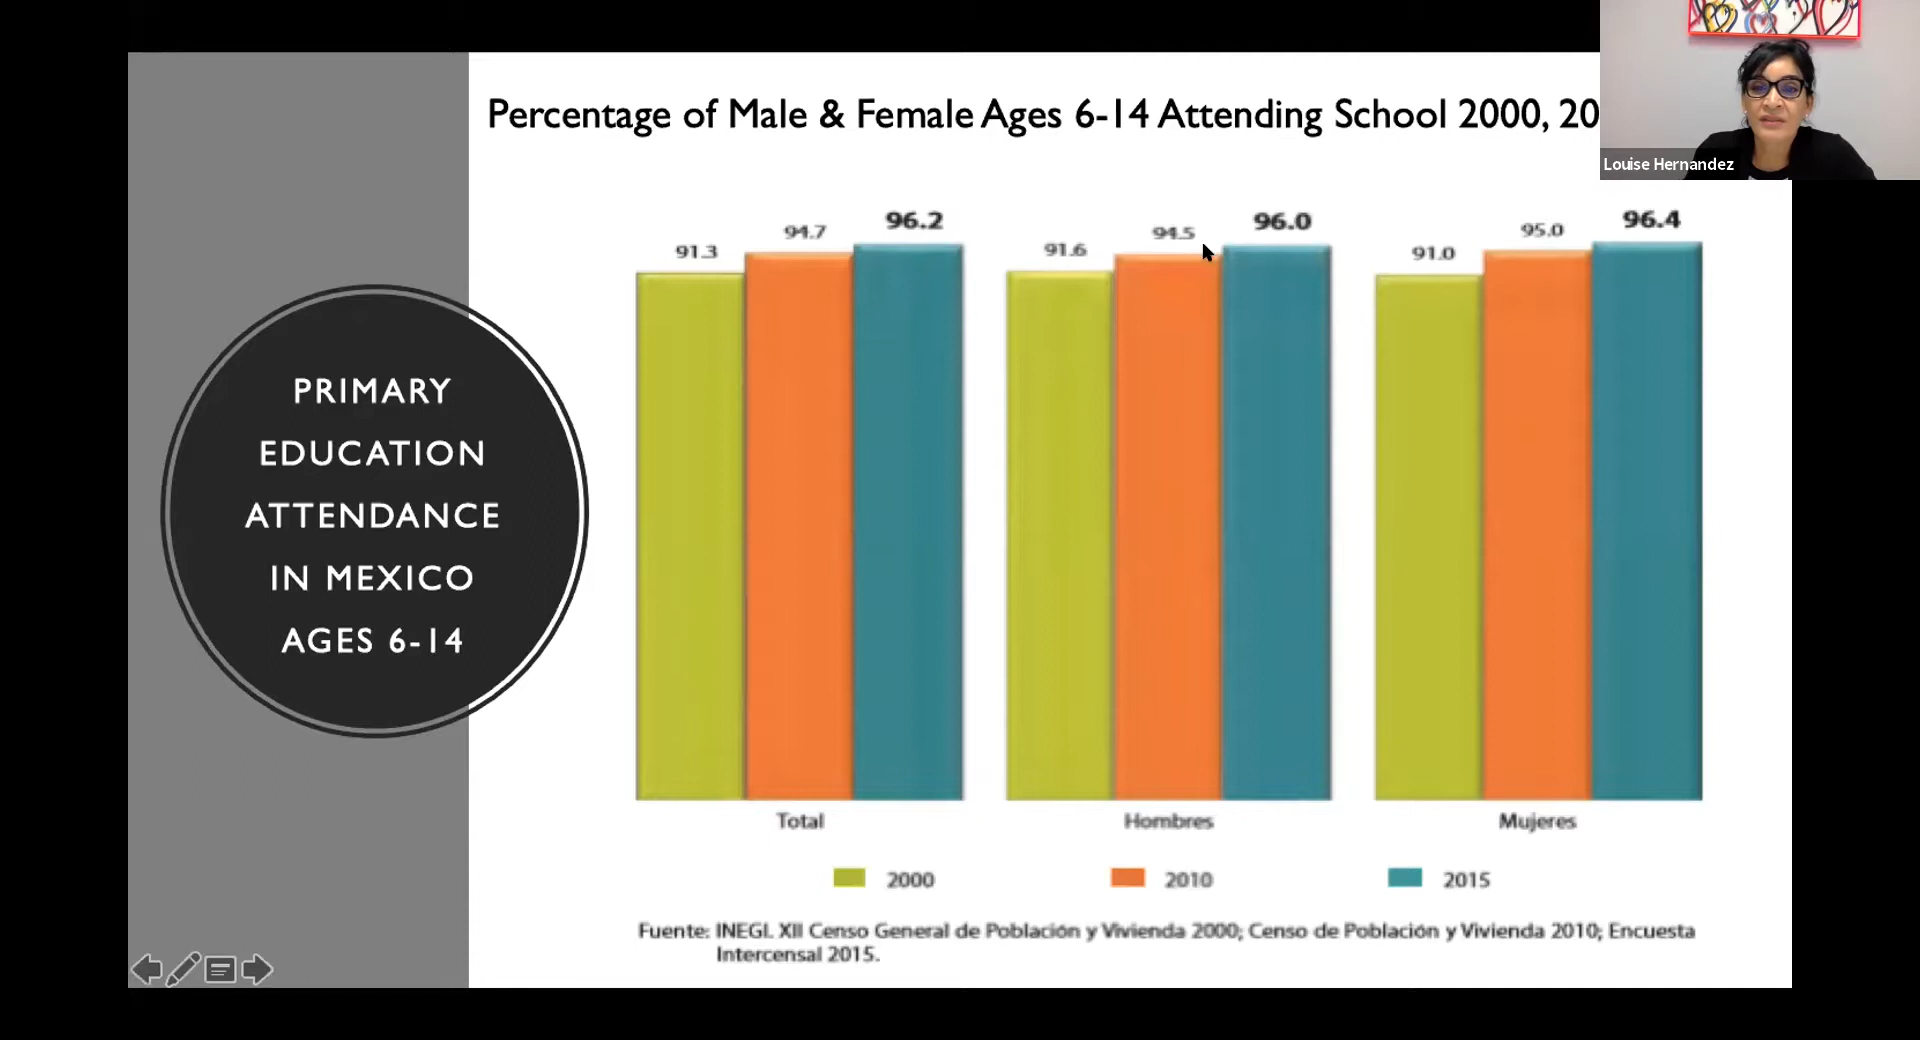 Percentage of Male & Female Ages 6-14 Attending School 2000, 20
Louise Hernandez
PRIMARY
EDUCATION
ATTENDANCE
IN MEXICO
AGES 6-14
91.3
94.7
96.2
91.6
94.5
96.0
91.0
95.0
96.4
Total
Hombres
Mujeres
2000
2010
2015
Fuente: INEGI. XII Censo General de Población y Vivienda 2000; Censo de Población y Vivienda 2010; Encuesta
Intercensal 2015.